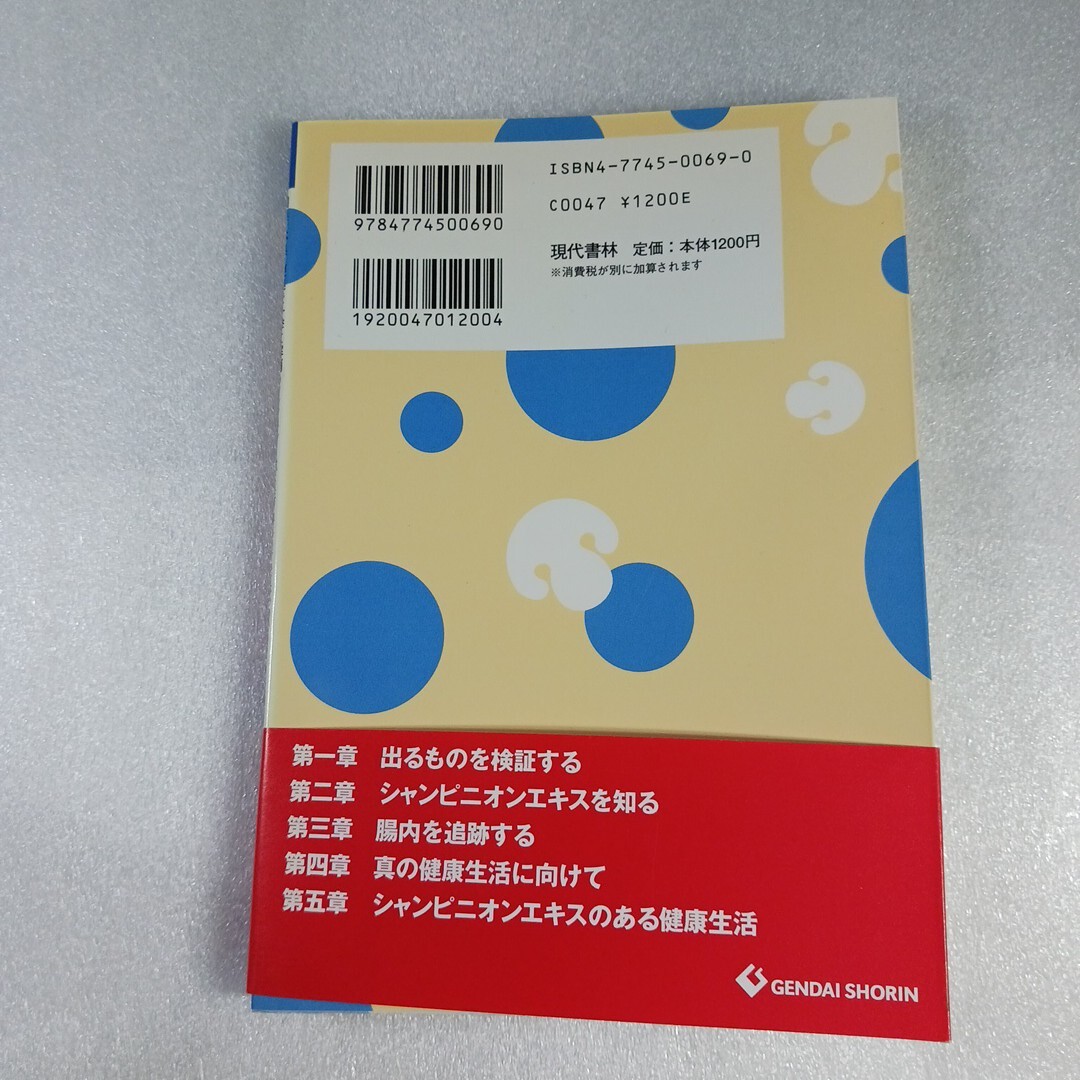 ISBN4-7745-0069-0
C0047 ¥1200E
9784774500690
現代書林 定価：本体1200円
※消費税が別に加算されます
1920047012004
第一章 出るものを検証する
第二章 シャンピニオンエキスを知る
第三章 腸内を追跡する
第四章 真の健康生活に向けて
第五章 シャンピニオンエキスのある健康生活
GENDAI SHORIN